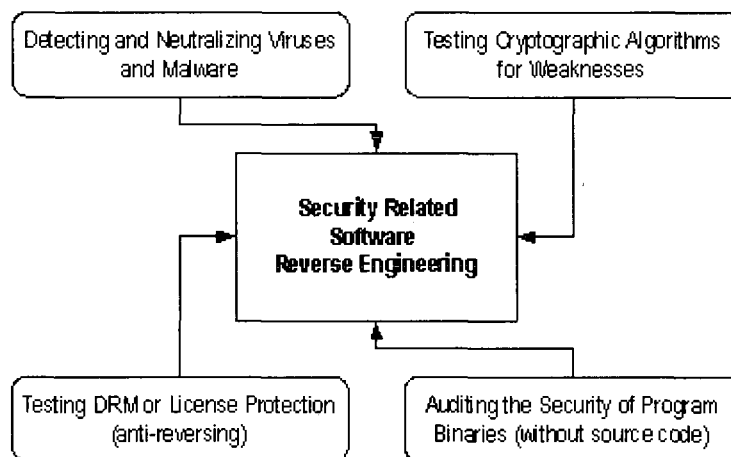 Detecting and Neutralizing Viruses
and Malware
Testing Cryptographic Algorithms
for Weaknesses
Security Related
Software
Reverse Engineering
Testing DRM or License Protection
(anti-reversing)
Auditing the Security of Program
Binaries (without source code)